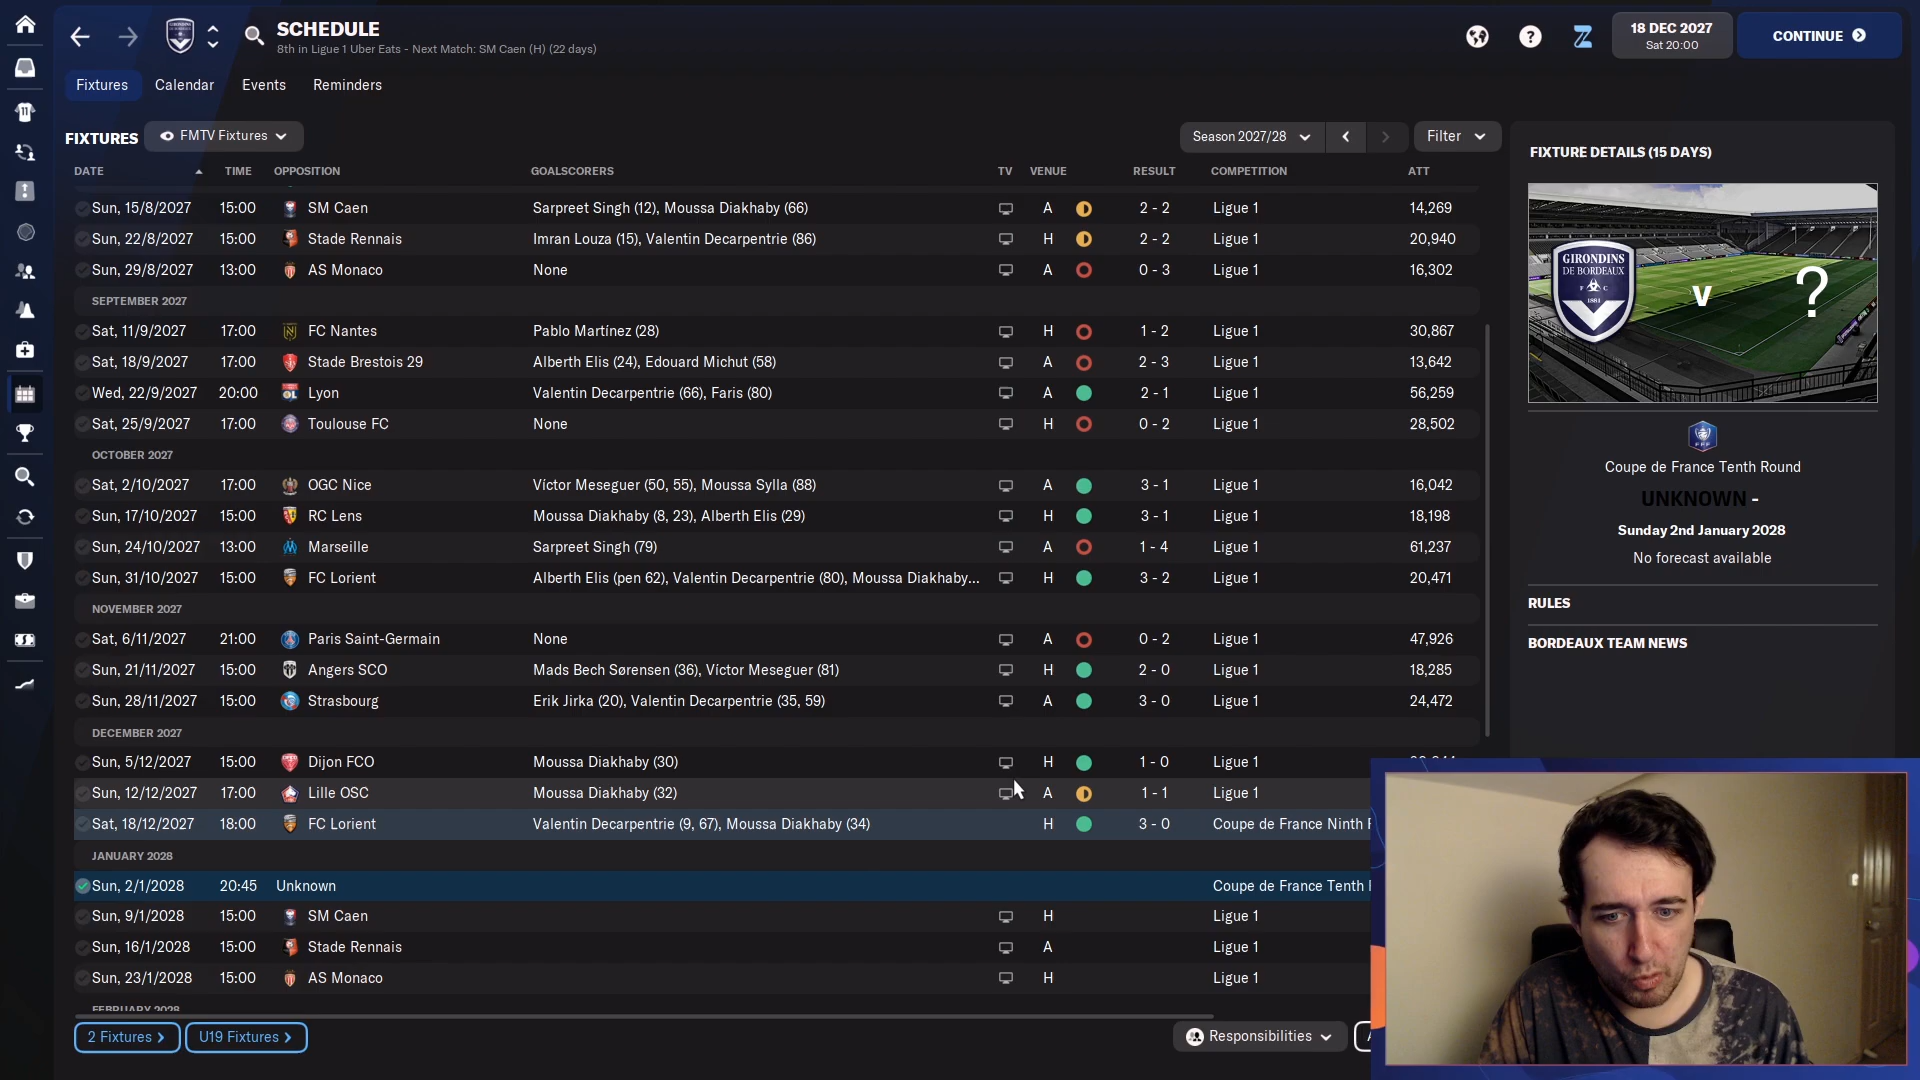 SCHEDULE
8th in Ligue 1 Uber Eats - Next Match: SM Caen (H) (22 days)
18 DEC 2027
Sat 20:00
CONTINUE
Fixtures Calendar Events Reminders
FIXTURES FMTV Fixtures Season 2027/28 Filter
DATE TIME OPPOSITION GOALSCORERS TV VENUE RESULT COMPETITION ATT
Sun, 15/8/2027 15:00 SM Caen Sarpreet Singh (12), Moussa Diakhaby (66) A 2 - 2 Ligue 1 14,269
Sun, 22/8/2027 15:00 Stade Rennais Imran Louza (15), Valentin Decarpentrie (86) H 2 - 2 Ligue 1 20,940
Sun, 29/8/2027 13:00 AS Monaco None A 0 - 3 Ligue 1 16,302
SEPTEMBER 2027
Sat, 11/9/2027 17:00 FC Nantes Pablo Martínez (28) H 1 - 2 Ligue 1 30,867
Sat, 18/9/2027 17:00 Stade Brestois 29 Alberth Elis (24), Edouard Michut (58) A 2 - 3 Ligue 1 13,642
Wed, 22/9/2027 20:00 Lyon Valentin Decarpentrie (66), Faris (80) A 2 - 1 Ligue 1 56,259
Sat, 25/9/2027 17:00 Toulouse FC None H 0 - 2 Ligue 1 28,502
OCTOBER 2027
Sat, 2/10/2027 17:00 OGC Nice Víctor Meseguer (50, 55), Moussa Sylla (88) A 3 - 1 Ligue 1 16,042
Sun, 17/10/2027 15:00 RC Lens Moussa Diakhaby (8, 23), Alberth Elis (29) H 3 - 1 Ligue 1 18,198
Sun, 24/10/2027 13:00 Marseille Sarpreet Singh (79) A 1 - 4 Ligue 1 61,237
Sun, 31/10/2027 15:00 FC Lorient Alberth Elis (pen 62), Valentin Decarpentrie (80), Moussa Diakhaby... H 3 - 2 Ligue 1 20,471
NOVEMBER 2027
Sat, 6/11/2027 21:00 Paris Saint-Germain None A 0 - 2 Ligue 1 47,926
Sun, 21/11/2027 15:00 Angers SCO Mads Bech Sørensen (36), Víctor Meseguer (81) H 2 - 0 Ligue 1 18,285
Sun, 28/11/2027 15:00 Strasbourg Erik Jirka (20), Valentin Decarpentrie (35, 59) A 3 - 0 Ligue 1 24,472
DECEMBER 2027
Sun, 5/12/2027 15:00 Dijon FCO Moussa Diakhaby (30) H 1 - 0 Ligue 1
Sun, 12/12/2027 17:00 Lille OSC Moussa Diakhaby (32) A 1 - 1 Ligue 1
Sat, 18/12/2027 18:00 FC Lorient Valentin Decarpentrie (9, 67), Moussa Diakhaby (34) H 3 - 0 Coupe de France Ninth
JANUARY 2028
Sun, 2/1/2028 20:45 Unknown Coupe de France Tenth
Sun, 9/1/2028 15:00 SM Caen H Ligue 1
Sun, 16/1/2028 15:00 Stade Rennais A Ligue 1
Sun, 23/1/2028 15:00 AS Monaco H Ligue 1
FEBRUARY 2028
2 Fixtures U19 Fixtures Responsibilities
FIXTURE DETAILS (15 DAYS)
GIRONDINS
DE BORDEAUX
F C
1881
V ?
FFF
Coupe de France Tenth Round
UNKNOWN -
Sunday 2nd January 2028
No forecast available
RULES
BORDEAUX TEAM NEWS